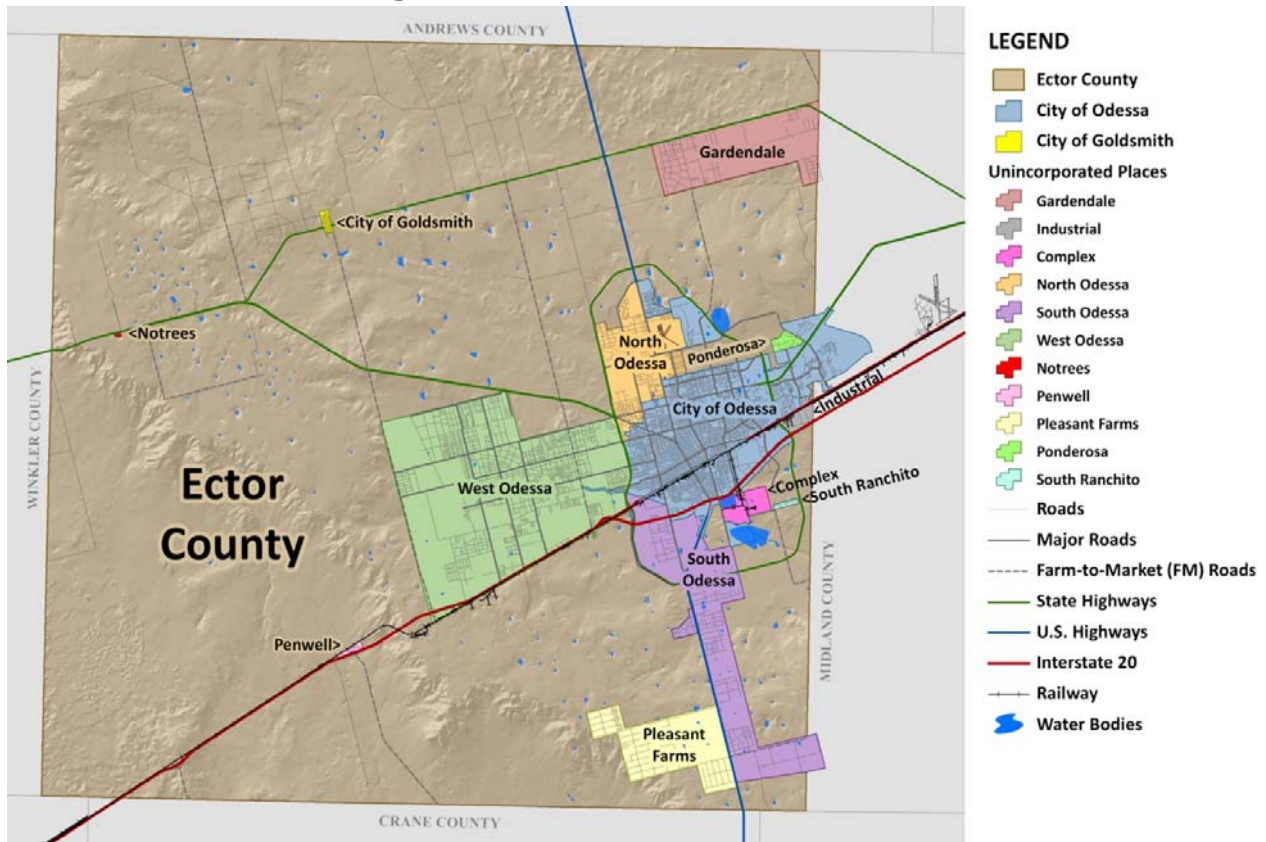 ANDREWS COUNTY
Gardendale
<City of Goldsmith
<Notrees
North
Odessa
Ponderosa>
City of Odessa
<Industrial
WINKLER COUNTY
Ector
County
West Odessa
<Complex
<South Ranchito
South
Odessa
MIDLAND COUNTY
Penwell>
Pleasant
Farms
CRANE COUNTY
LEGEND
Ector County
City of Odessa
City of Goldsmith
Unincorporated Places
Gardendale
Industrial
Complex
North Odessa
South Odessa
West Odessa
Notrees
Penwell
Pleasant Farms
Ponderosa
South Ranchito
Roads
Major Roads
Farm-to-Market (FM) Roads
State Highways
U.S. Highways
Interstate 20
Railway
Water Bodies